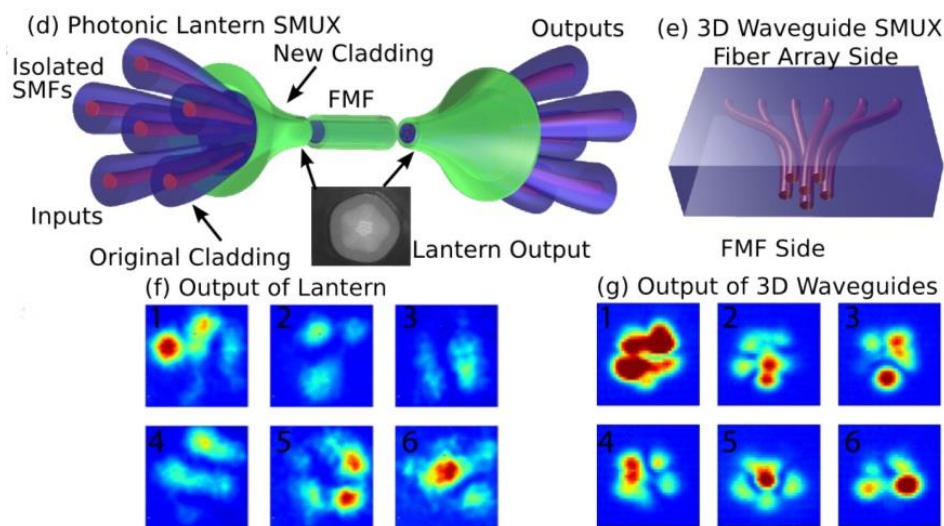 (d) Photonic Lantern SMUX
New Cladding
Isolated
SMFs
FMF
Inputs
Original Cladding
Outputs
Lantern Output
(e) 3D Waveguide SMUX
Fiber Array Side
FMF Side
(f) Output of Lantern
1 2 3
4 5 6
(g) Output of 3D Waveguides
1 2 3
4 5 6